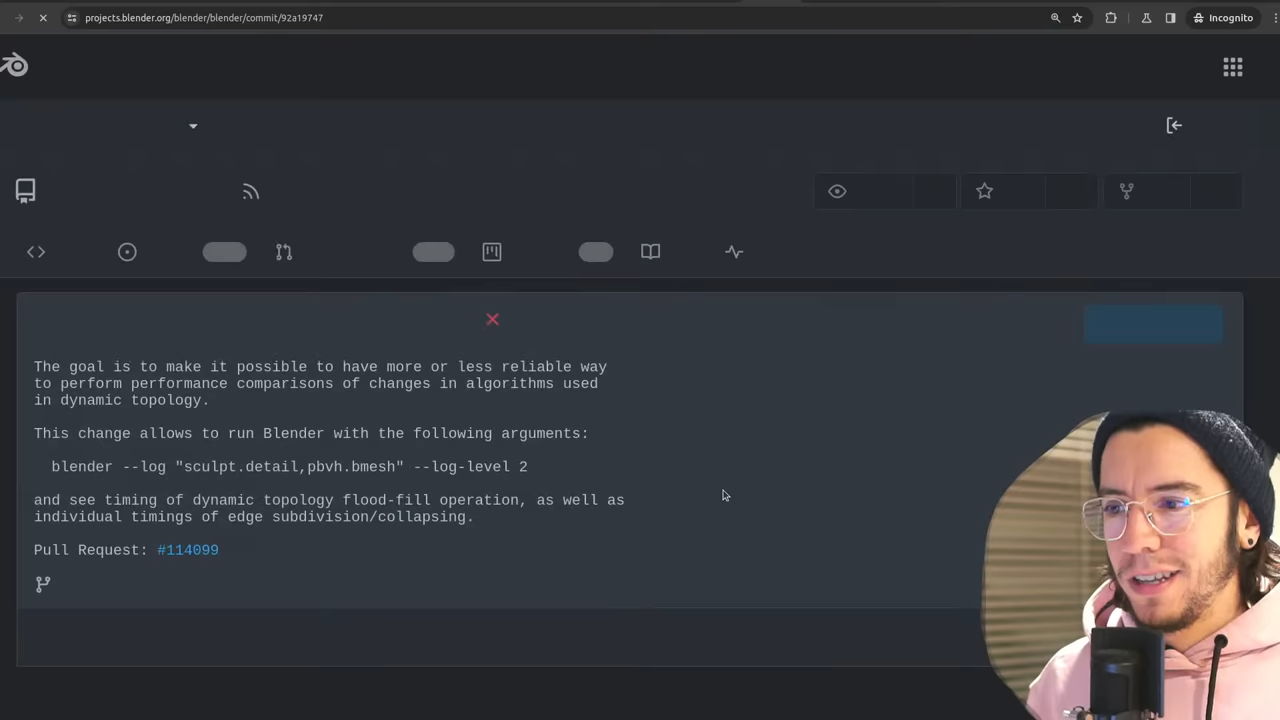 projects.blender.org/blender/blender/commit/92a19747
Incognito
The goal is to make it possible to have more or less reliable way
to perform performance comparisons of changes in algorithms used
in dynamic topology.
This change allows to run Blender with the following arguments:
blender --log "sculpt.detail,pbvh.bmesh" --log-level 2
and see timing of dynamic topology flood-fill operation, as well as
individual timings of edge subdivision/collapsing.
Pull Request: #114099